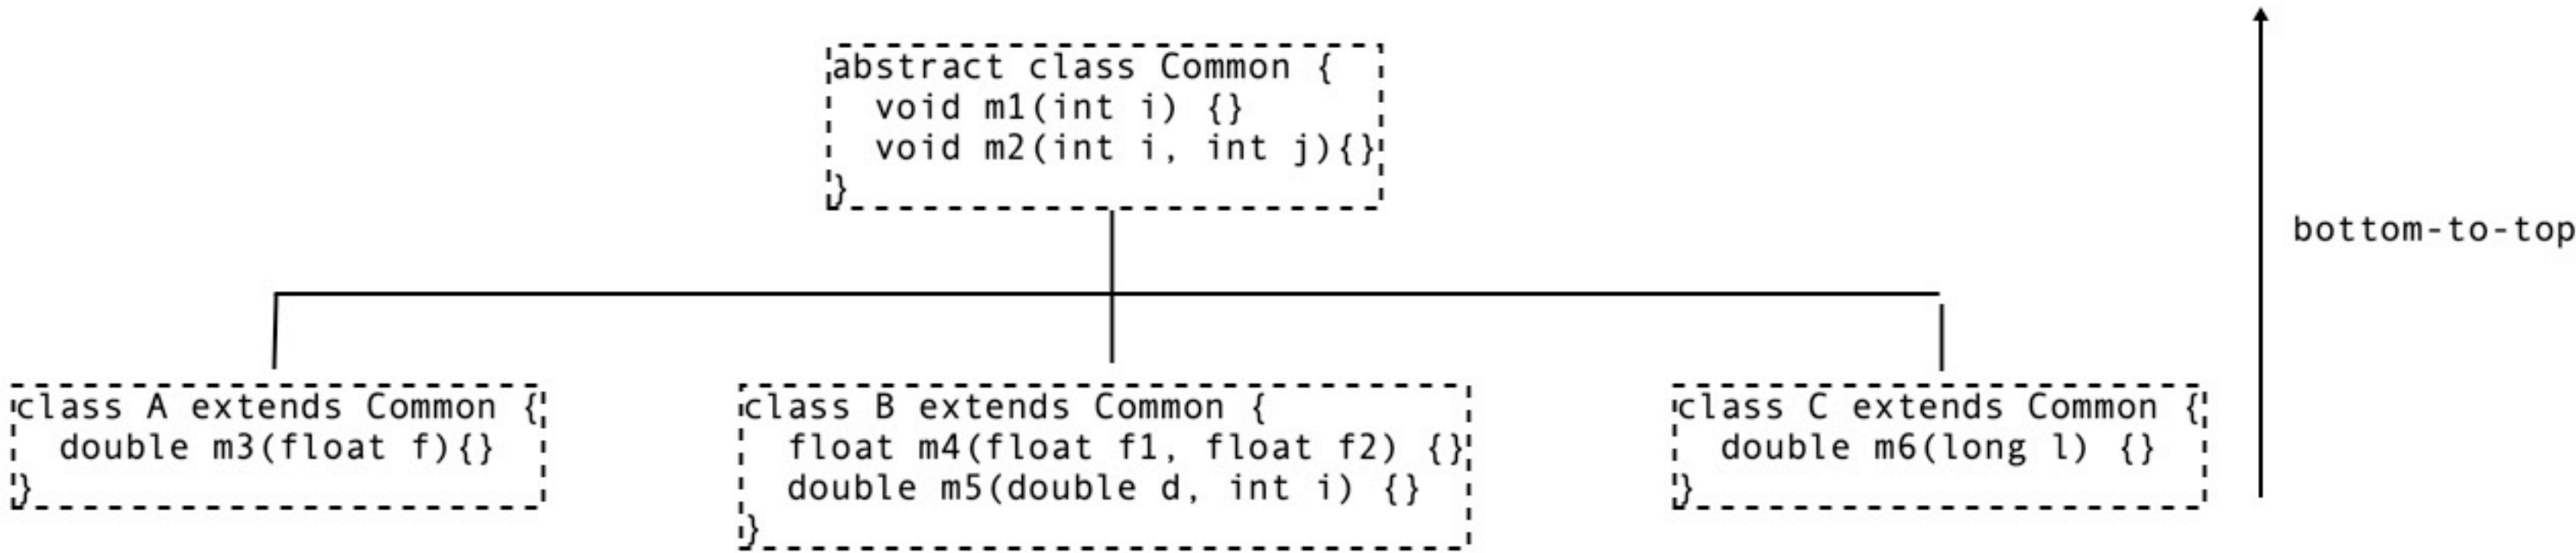 abstract class Common {
  void m1(int i) {}
  void m2(int i, int j){}
}
bottom-to-top
class A extends Common {
  double m3(float f){}
}
class B extends Common {
  float m4(float f1, float f2) {}
  double m5(double d, int i) {}
}
class C extends Common {
  double m6(long l) {}
}